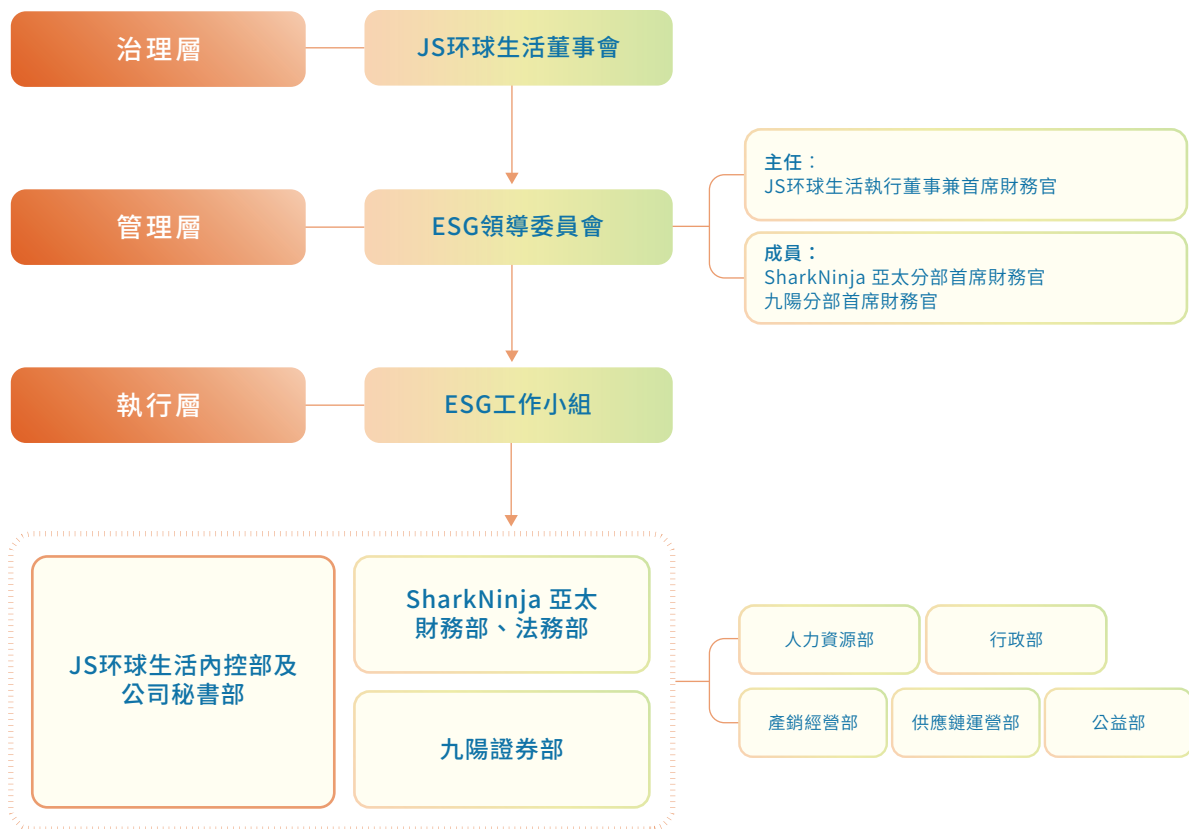 治理層
JS环球生活董事會
管理層
ESG領導委員會
主任：
JS环球生活執行董事兼首席財務官
成員：
SharkNinja 亞太分部首席財務官
九陽分部首席財務官
執行層
ESG工作小組
JS环球生活內控部及
公司秘書部
SharkNinja 亞太
財務部、法務部
九陽證券部
人力資源部
行政部
產銷經營部
供應鏈運營部
公益部